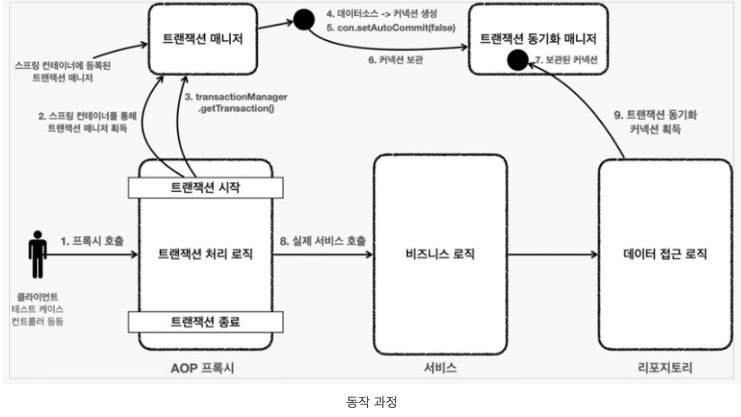 트랜잭션 매니저
4. 데이터소스 -> 커넥션 생성
5. con.setAutoCommit(false)
트랜잭션 동기화 매니저
6. 커넥션 보관
7. 보관된 커넥션
스프링 컨테이너에 등록된
트랜잭션 매니저
3. transactionManager
.getTransaction()
2. 스프링 컨테이너를 통해
트랜잭션 매니저 획득
9. 트랜잭션 동기화
커넥션 획득
트랜잭션 시작
1. 프록시 호출
트랜잭션 처리 로직
8. 실제 서비스 호출
비즈니스 로직
데이터 접근 로직
클라이언트
테스트 케이스
컨트롤러 등등
트랜잭션 종료
AOP 프록시
서비스
리포지토리
동작 과정